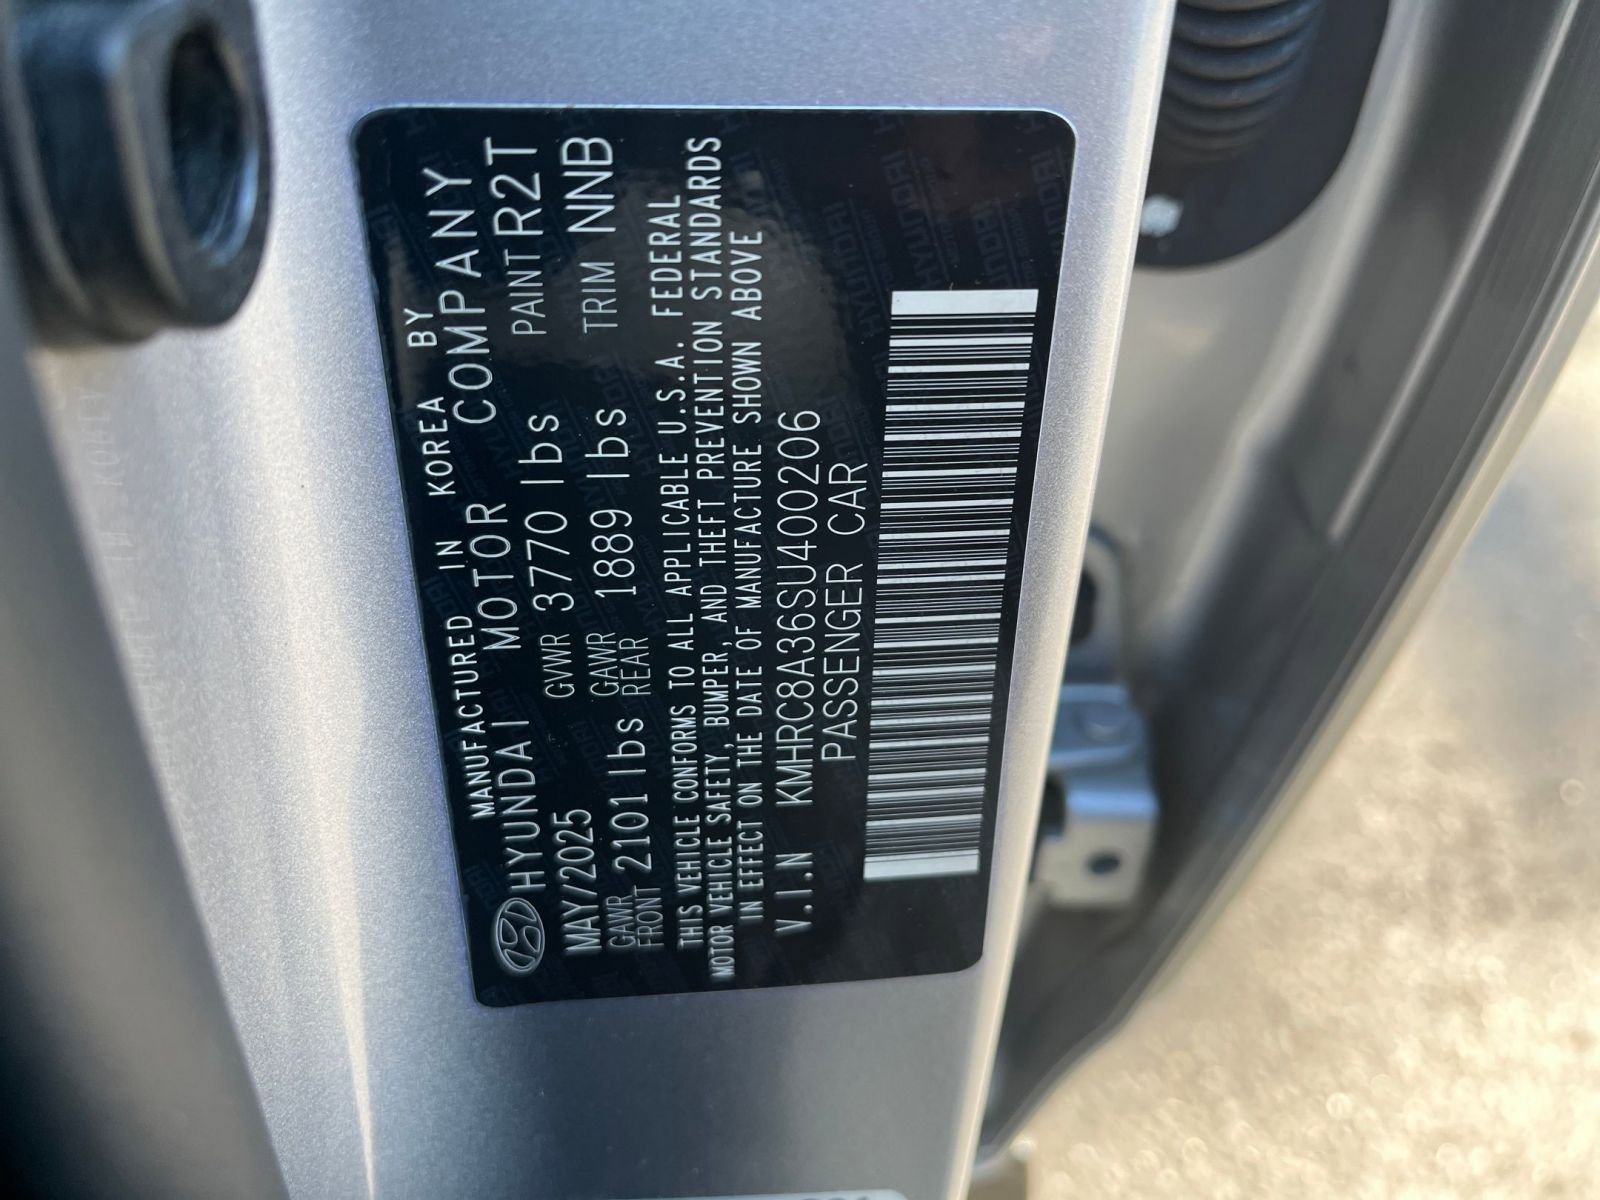 MANUFACTURED IN KOREA BY
HYUNDAI MOTOR COMPANY
MAY/2025 GVWR 3770 lbs PAINT R2T
GAWR FRONT 2101 lbs GAWR REAR 1889 lbs TRIM NNB
THIS VEHICLE CONFORMS TO ALL APPLICABLE U.S.A. FEDERAL
MOTOR VEHICLE SAFETY, BUMPER, AND THEFT PREVENTION STANDARDS
IN EFFECT ON THE DATE OF MANUFACTURE SHOWN ABOVE
V.I.N KMHRC8A36SU400206
PASSENGER CAR